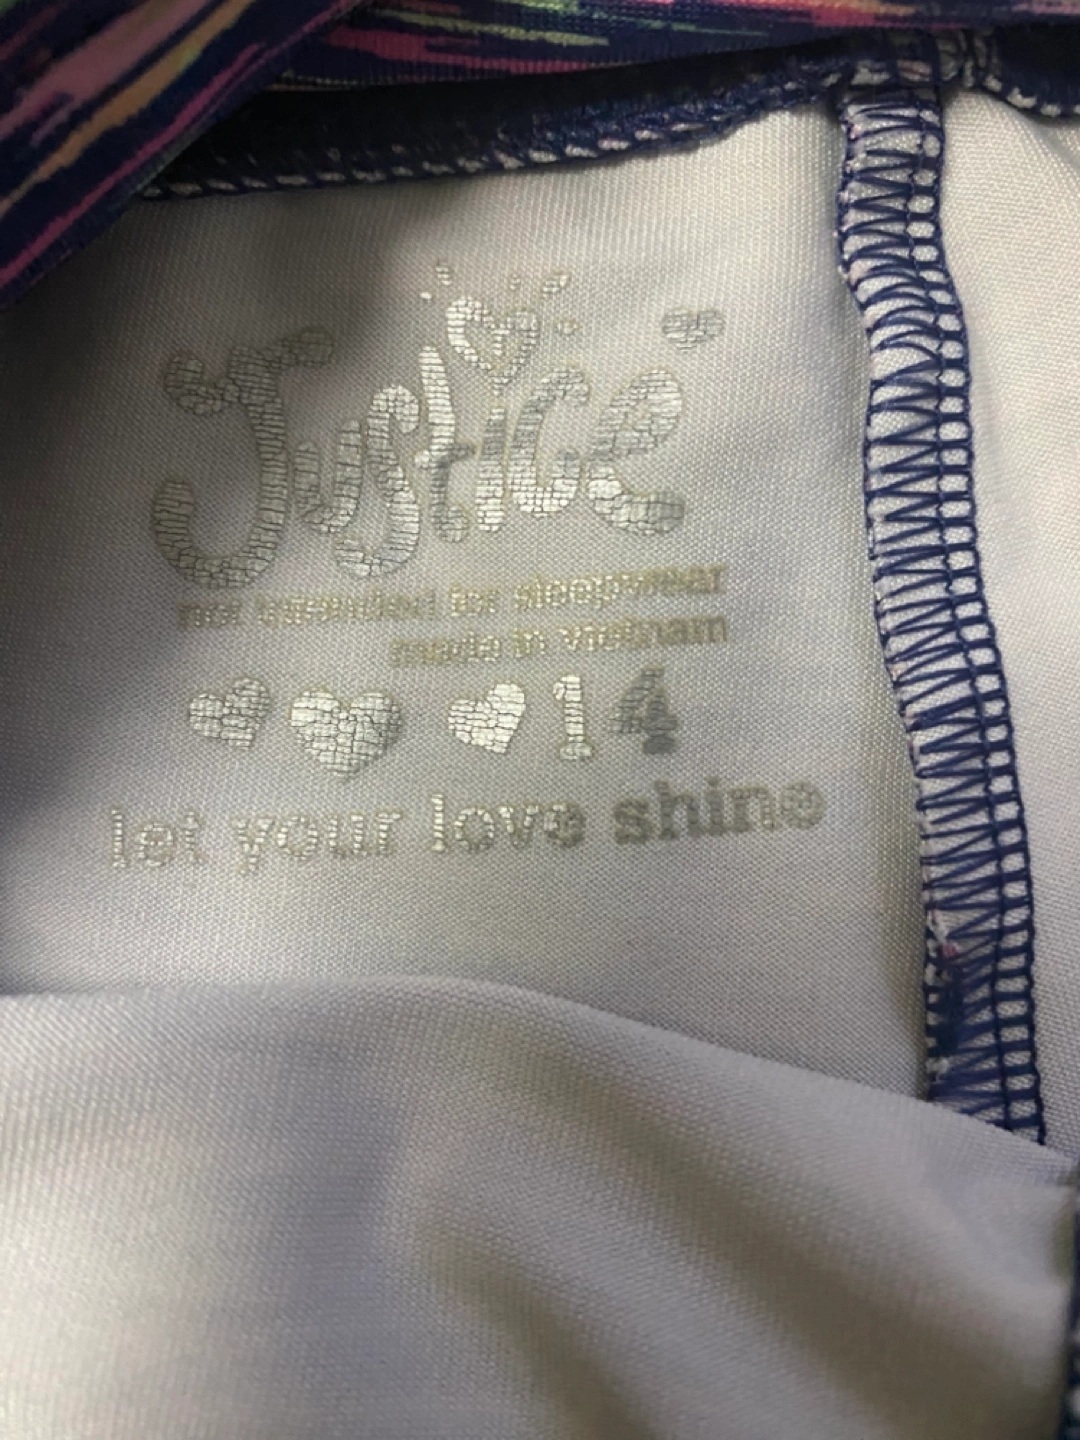 Justice
not intended for sleepwear
made in vietnam
14
let your love shine